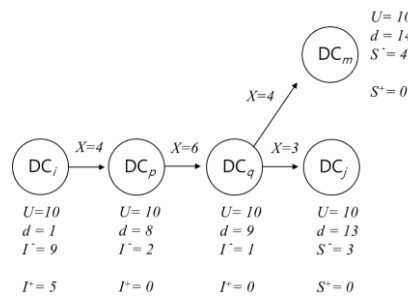 U= 10
d = 14
S⁻= 4
S⁺= 0
DCₘ
X=4
X=4
X=6
X=3
DCᵢ
DCₚ
DC_q
DCⱼ
U=10
d = 1
I⁻= 9
I⁺= 5
U= 10
d = 8
I⁻= 2
I⁺= 0
U= 10
d = 9
I⁻= 1
I⁺= 0
U= 10
d = 13
S⁻= 3
S⁺= 0